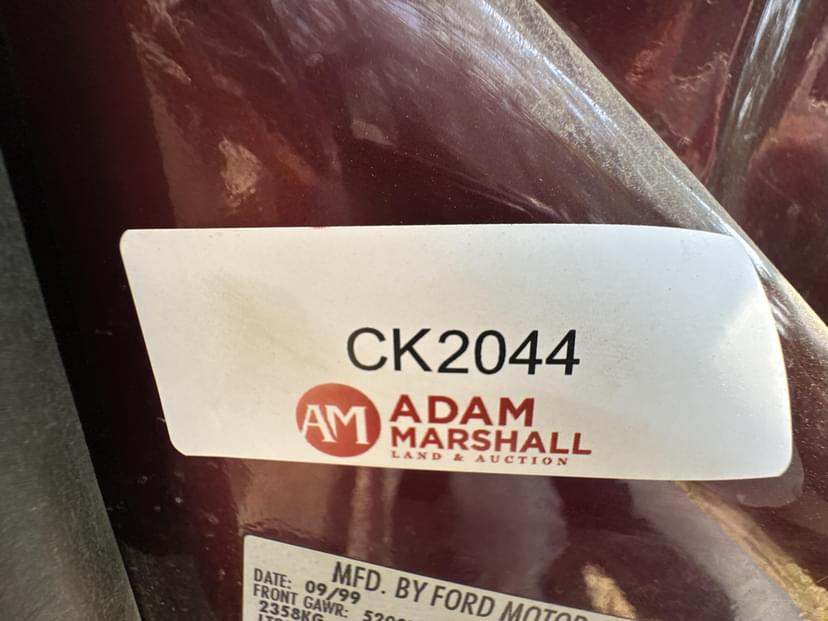 CK2044
AM
ADAM
MARSHALL
LAND & AUCTION
MFD. BY FORD MOTOR
DATE: 09/99
FRONT GAWR:
2358KG